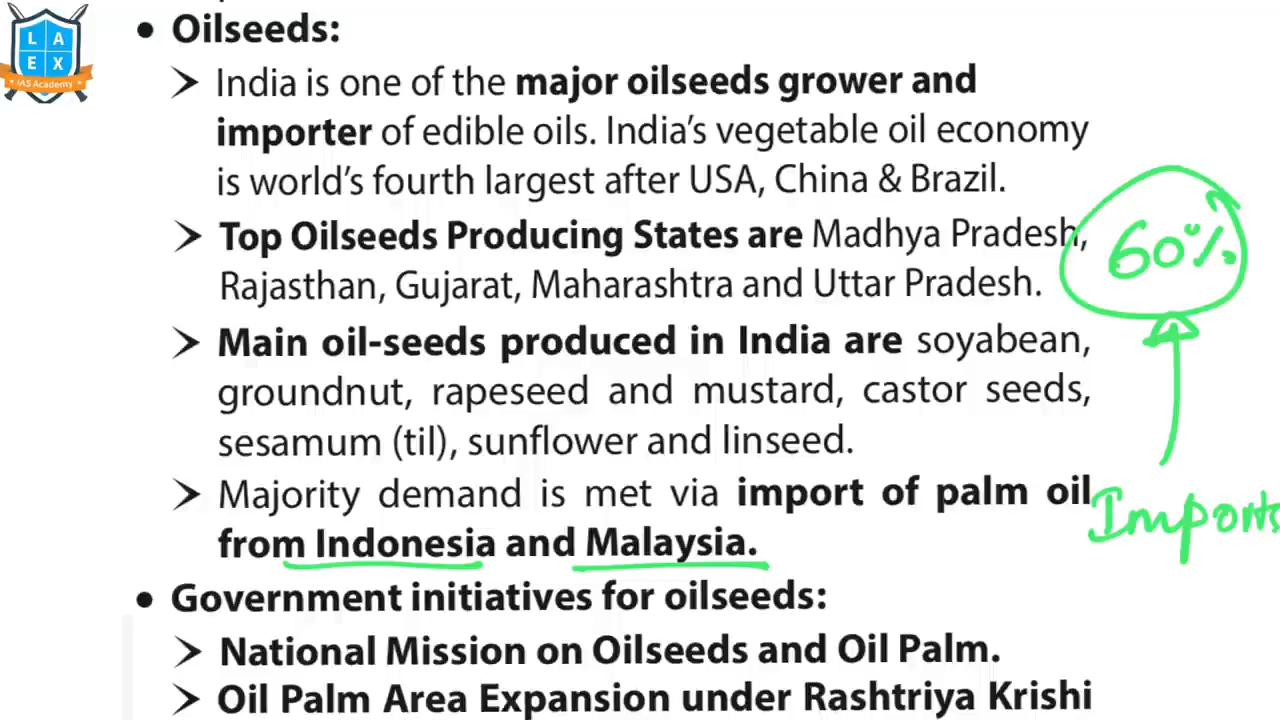 LA
EX
IAS Academy
• Oilseeds:
➤ India is one of the major oilseeds grower and
importer of edible oils. India's vegetable oil economy
is world's fourth largest after USA, China & Brazil.
➤ Top Oilseeds Producing States are Madhya Pradesh,
Rajasthan, Gujarat, Maharashtra and Uttar Pradesh.
60%
➤ Main oil-seeds produced in India are soyabean,
groundnut, rapeseed and mustard, castor seeds,
sesamum (til), sunflower and linseed.
➤ Majority demand is met via import of palm oil
from Indonesia and Malaysia.
Imports
• Government initiatives for oilseeds:
➤ National Mission on Oilseeds and Oil Palm.
➤ Oil Palm Area Expansion under Rashtriya Krishi